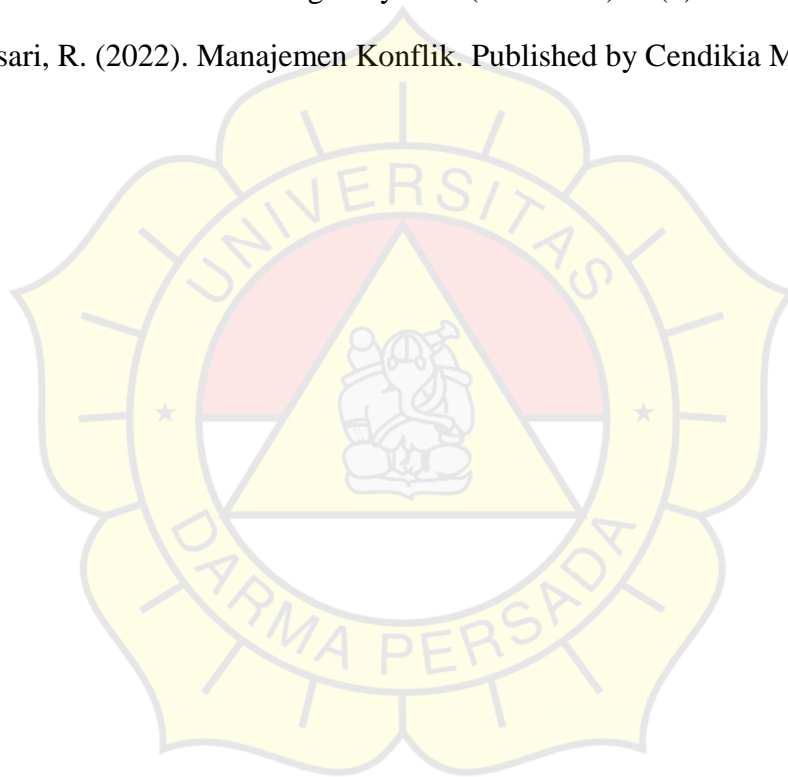 sari, R. (2022). Manajemen Konflik. Published by Cendikia M
UNIVERSITAS
DARMA PERSADA